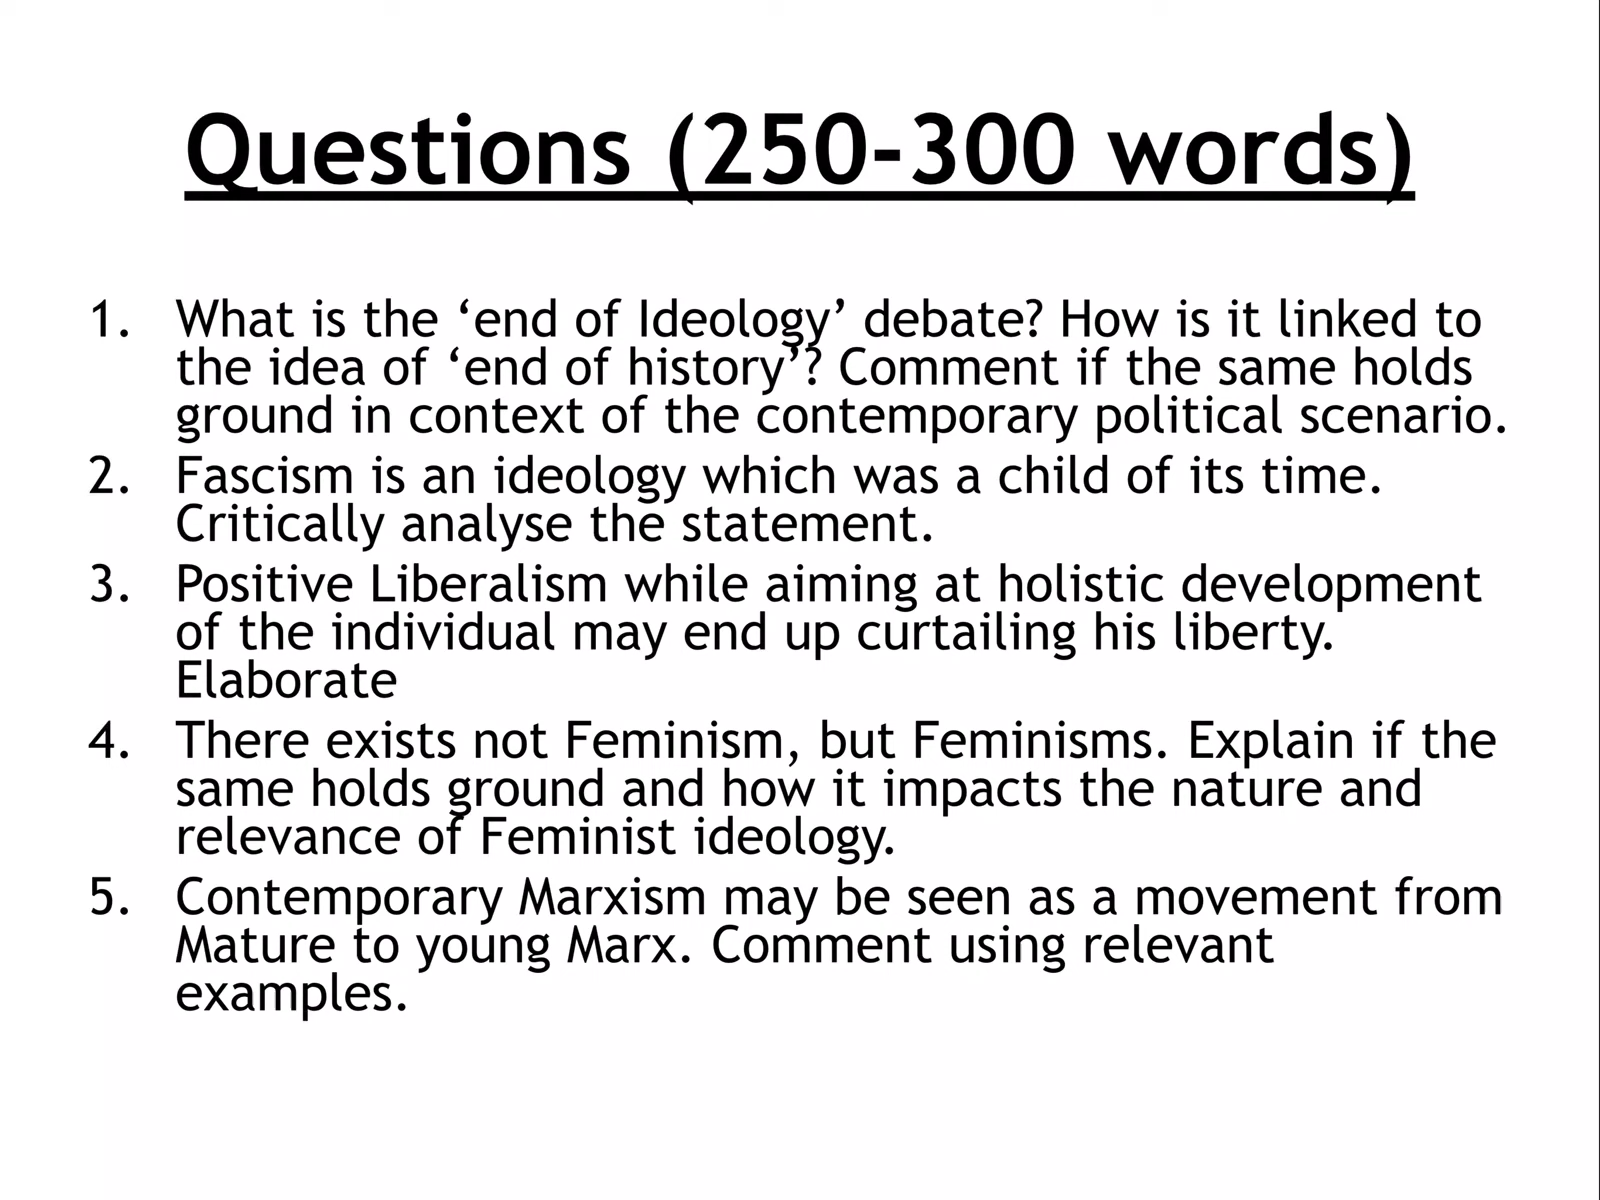 Questions (250-300 words)
1. What is the ‘end of Ideology’ debate? How is it linked to
the idea of ‘end of history’? Comment if the same holds
ground in context of the contemporary political scenario.
2. Fascism is an ideology which was a child of its time.
Critically analyse the statement.
3. Positive Liberalism while aiming at holistic development
of the individual may end up curtailing his liberty.
Elaborate
4. There exists not Feminism, but Feminisms. Explain if the
same holds ground and how it impacts the nature and
relevance of Feminist ideology.
5. Contemporary Marxism may be seen as a movement from
Mature to young Marx. Comment using relevant
examples.